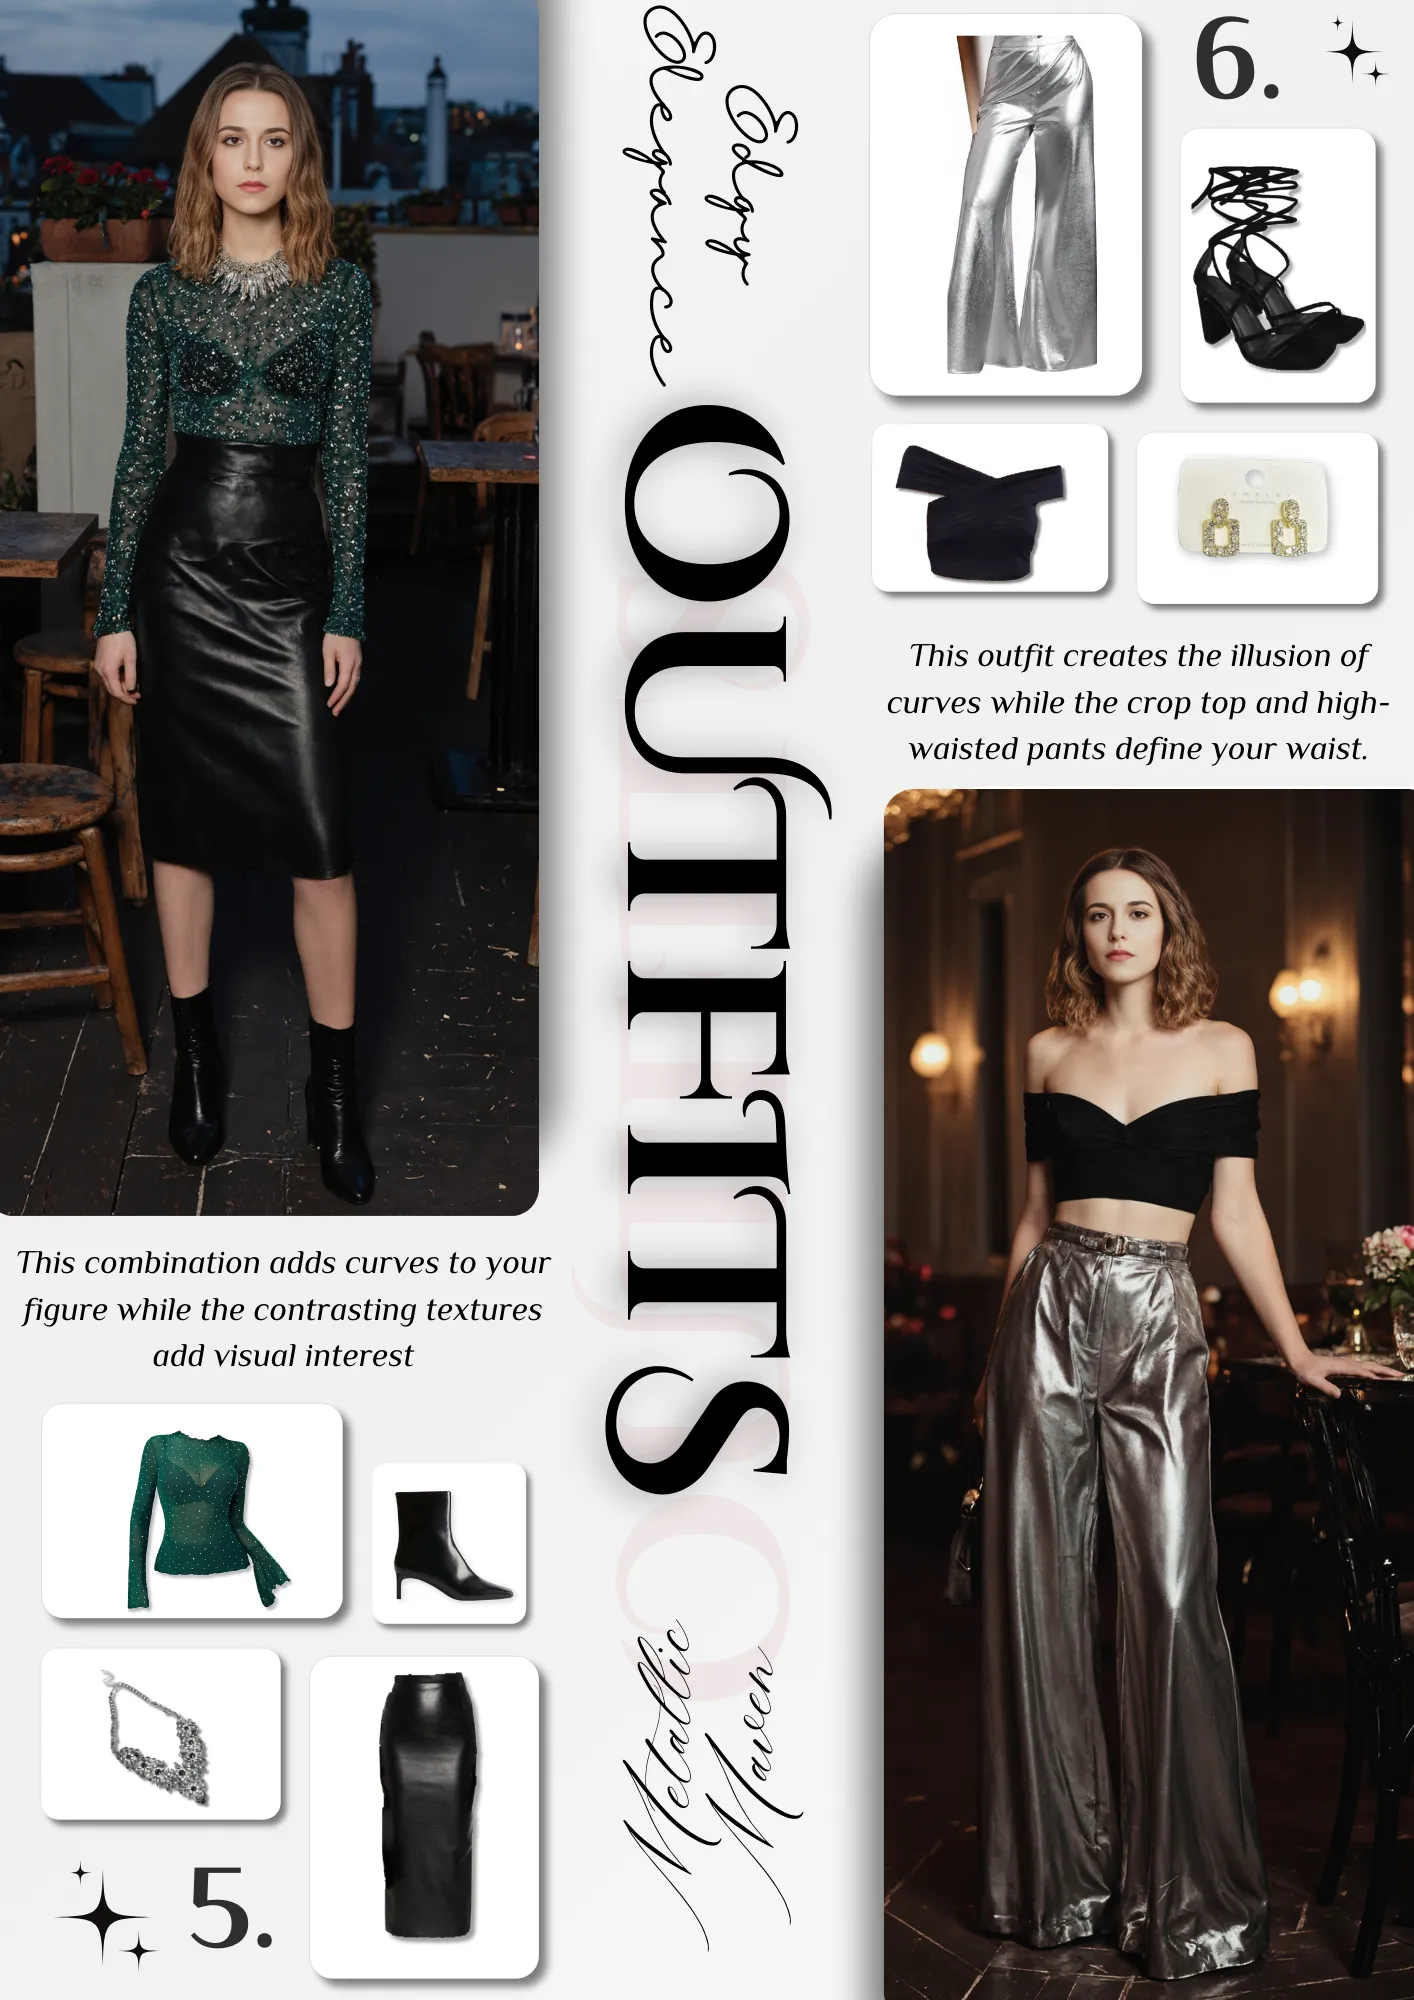 Edgy
Elegance
OUTFITS
Metallic
Maven
This combination adds curves to your
figure while the contrasting textures
add visual interest
5.
6.
JEWELRY
This outfit creates the illusion of
curves while the crop top and high-
waisted pants define your waist.